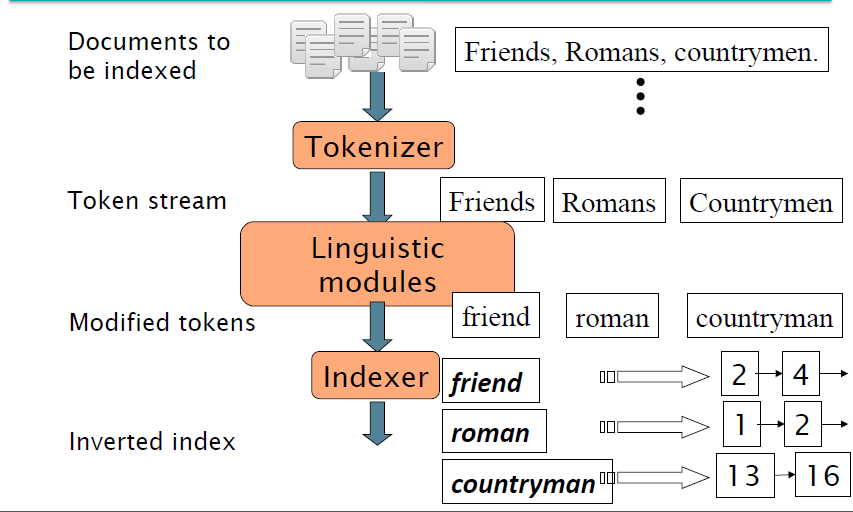 Documents to
be indexed
Friends, Romans, countrymen.
Tokenizer
Token stream
Friends
Romans
Countrymen
Linguistic
modules
Modified tokens
friend
roman
countryman
Indexer
friend
2
4
Inverted index
roman
1
2
countryman
13
16